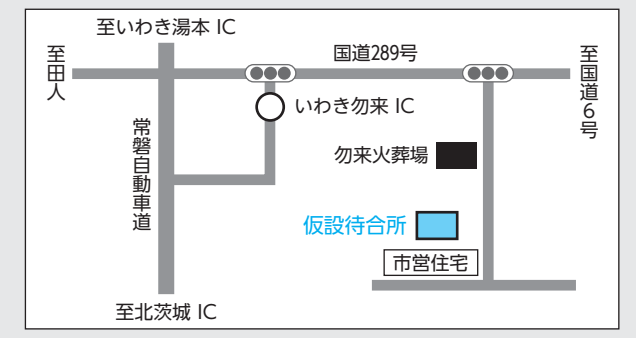 至いわき湯本 IC
至田人
国道289号
至国道6号
いわき勿来 IC
常磐自動車道
勿来火葬場
仮設待合所
市営住宅
至北茨城 IC